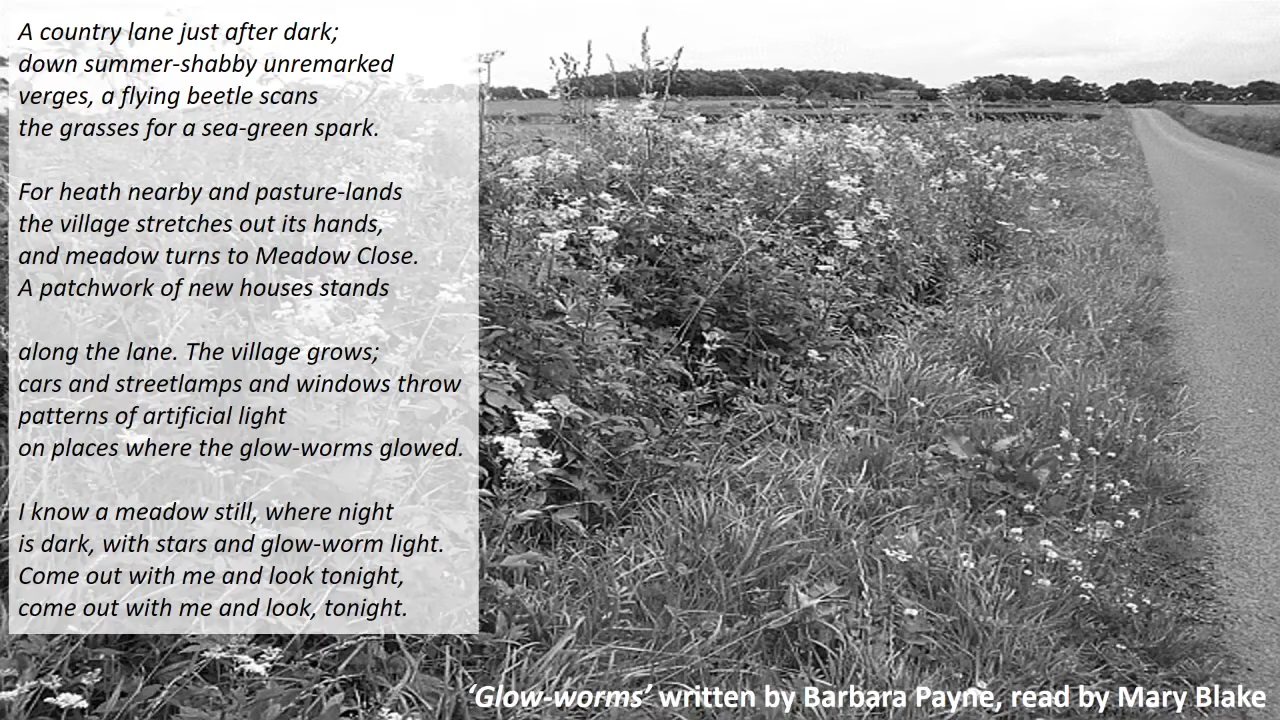 A country lane just after dark;
down summer-shabby unremarked
verges, a flying beetle scans
the grasses for a sea-green spark.

For heath nearby and pasture-lands
the village stretches out its hands,
and meadow turns to Meadow Close.
A patchwork of new houses stands

along the lane. The village grows;
cars and streetlamps and windows throw
patterns of artificial light
on places where the glow-worms glowed.

I know a meadow still, where night
is dark, with stars and glow-worm light.
Come out with me and look tonight,
come out with me and look, tonight.

‘Glow-worms’ written by Barbara Payne, read by Mary Blake